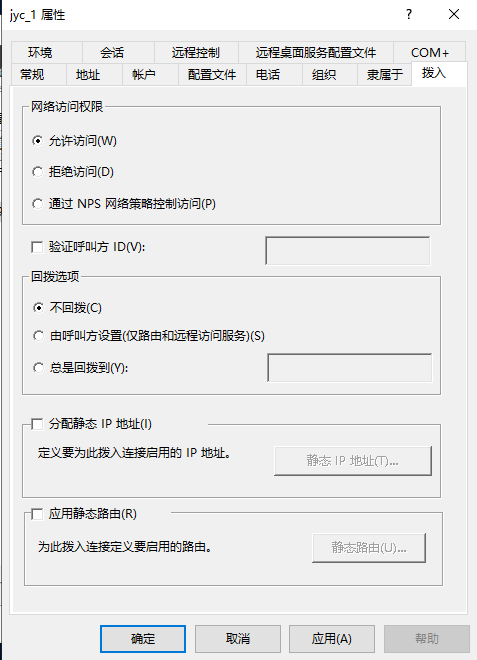 jyc_1 属性
环境 会话 远程控制 远程桌面服务配置文件 COM+
常规 地址 帐户 配置文件 电话 组织 隶属于 拨入
网络访问权限
允许访问(W)
拒绝访问(D)
通过 NPS 网络策略控制访问(P)
验证呼叫方 ID(V):
回拨选项
不回拨(C)
由呼叫方设置(仅路由和远程访问服务)(S)
总是回拨到(Y):
分配静态 IP 地址(I)
定义要为此拨入连接启用的 IP 地址。
静态 IP 地址(T)...
应用静态路由(R)
为此拨入连接定义要启用的路由。
静态路由(U)...
确定 取消 应用(A) 帮助